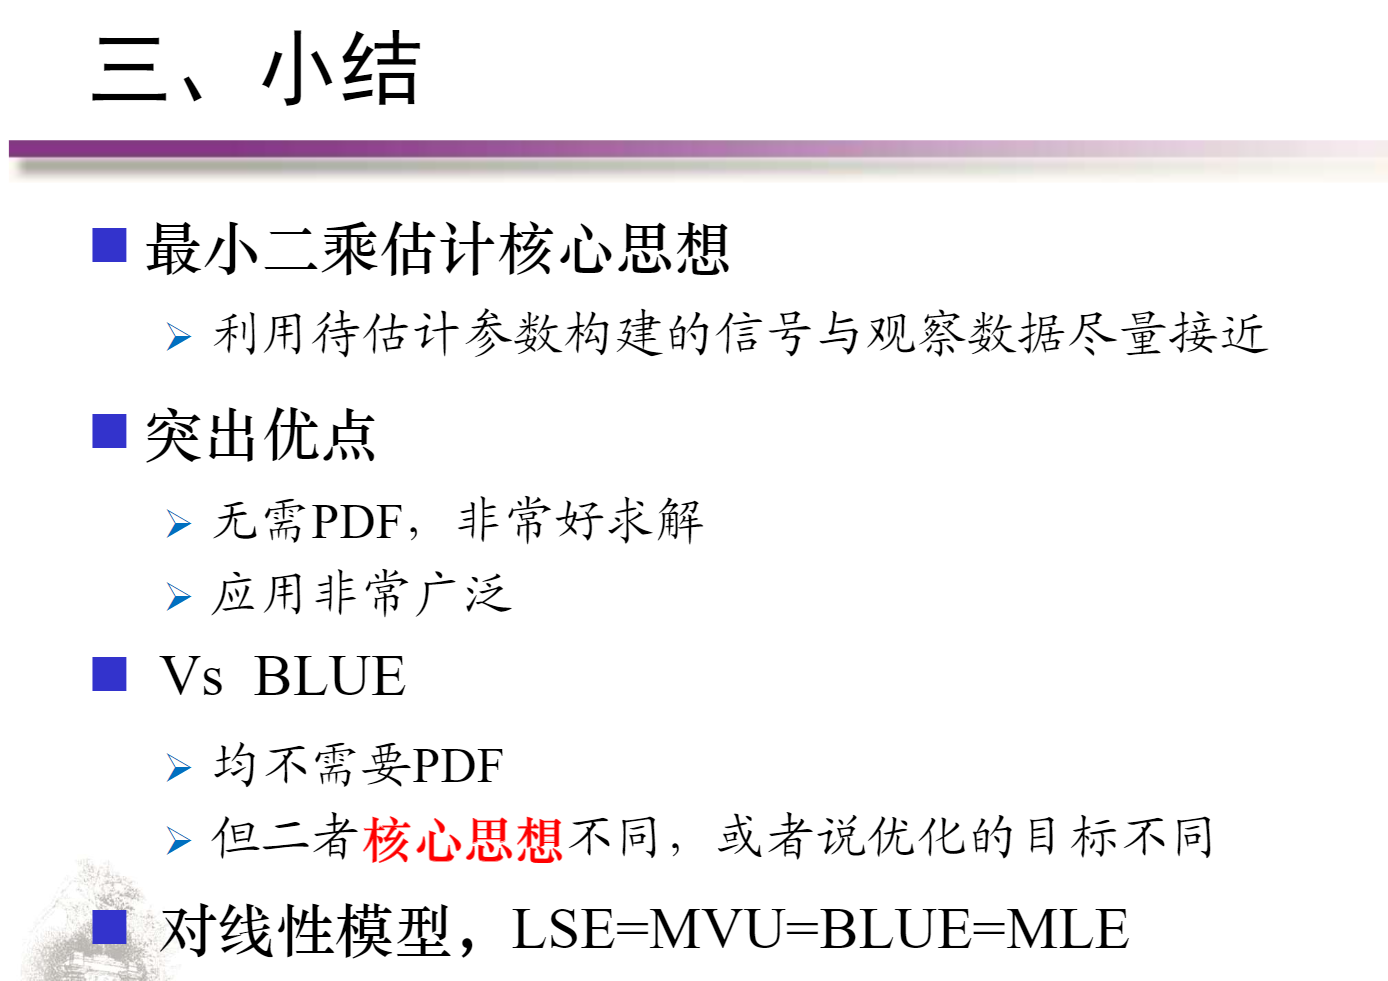 三、小结
最小二乘估计核心思想
利用待估计参数构建的信号与观察数据尽量接近
突出优点
无需PDF，非常好求解
应用非常广泛
Vs BLUE
均不需要PDF
但二者核心思想不同，或者说优化的目标不同
对线性模型，LSE=MVU=BLUE=MLE